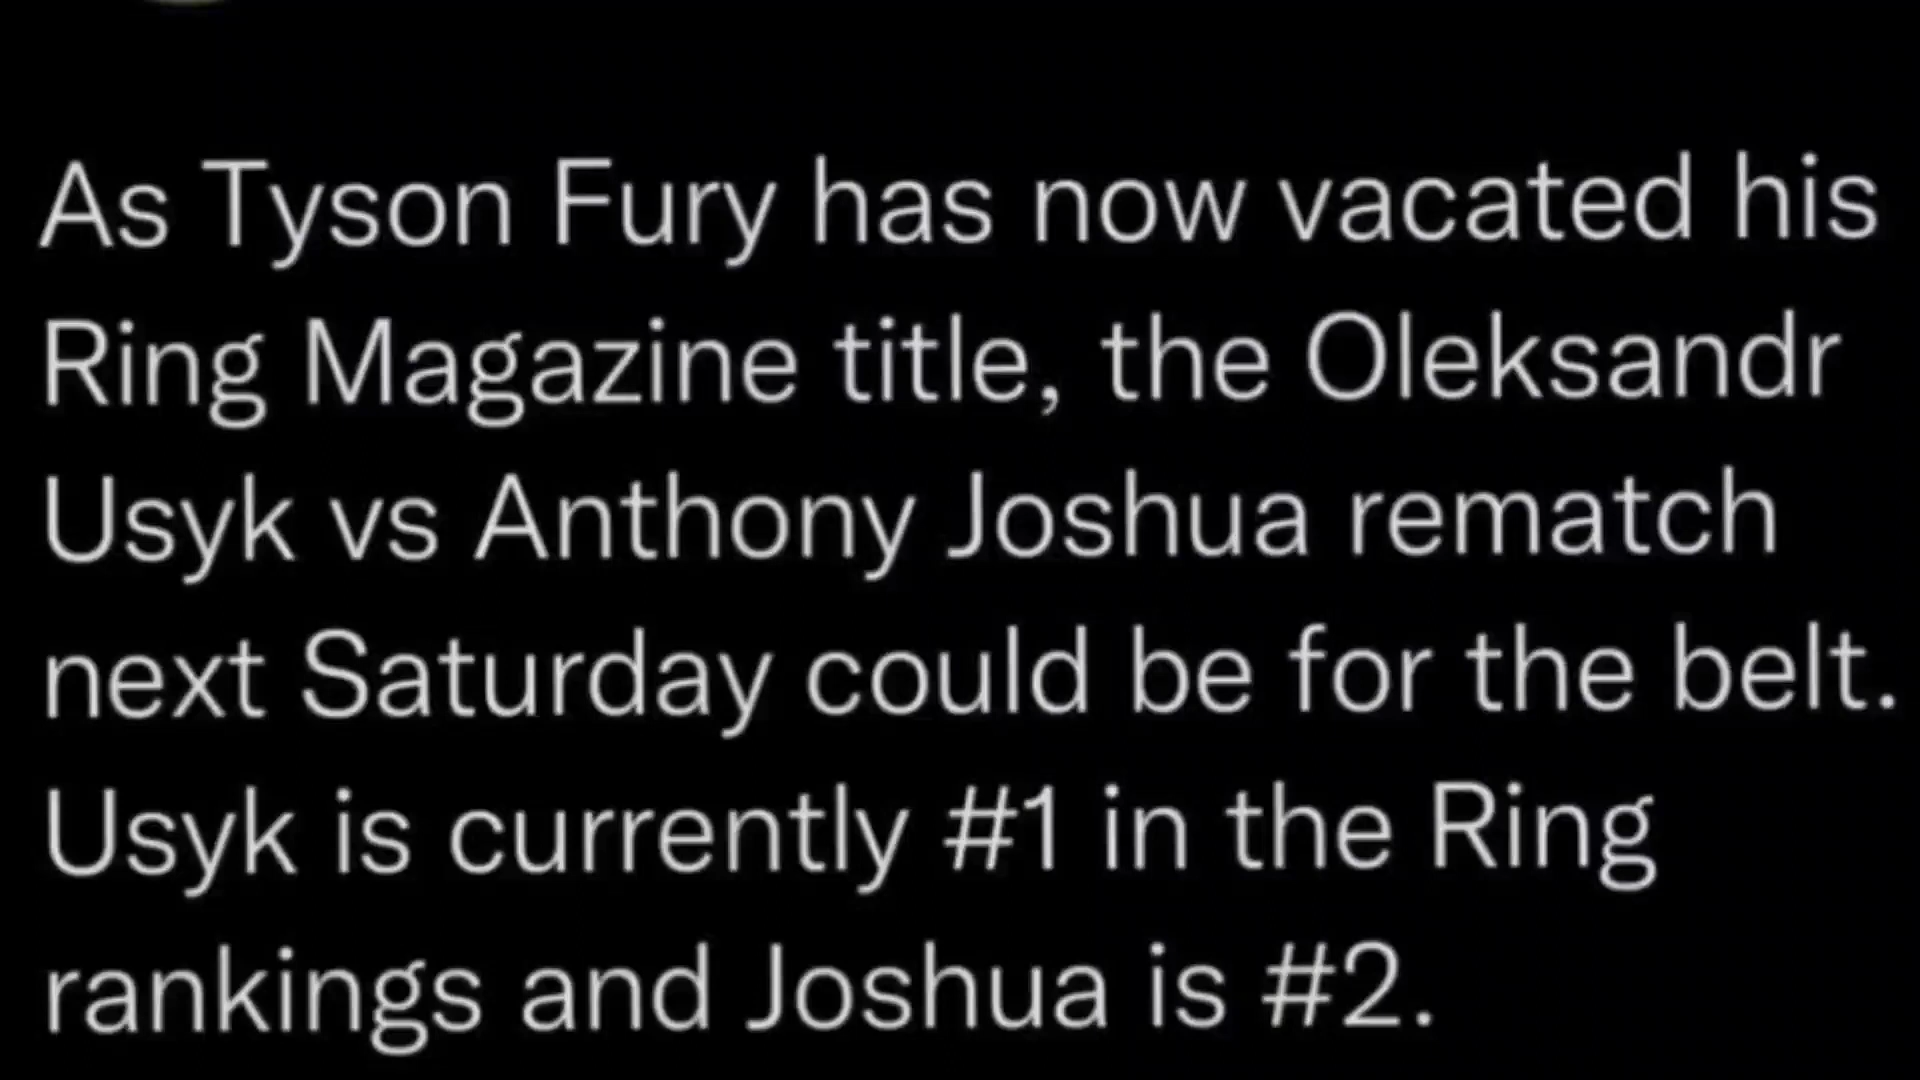 As Tyson Fury has now vacated his
Ring Magazine title, the Oleksandr
Usyk vs Anthony Joshua rematch
next Saturday could be for the belt.
Usyk is currently #1 in the Ring
rankings and Joshua is #2.